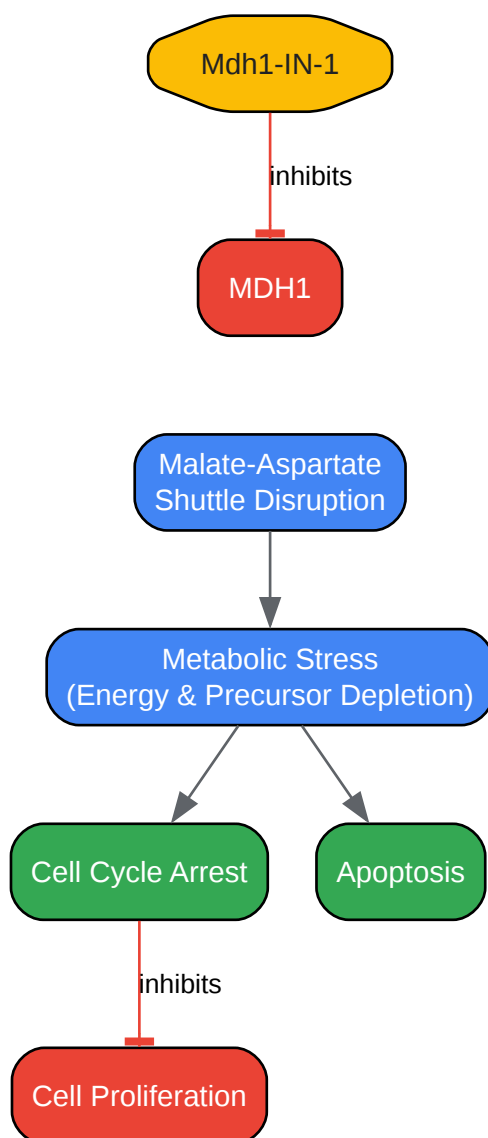 Mdh1-IN-1
inhibits
MDH1
Malate-Aspartate
Shuttle Disruption
Metabolic Stress
(Energy & Precursor Depletion)
Cell Cycle Arrest
Apoptosis
inhibits
Cell Proliferation